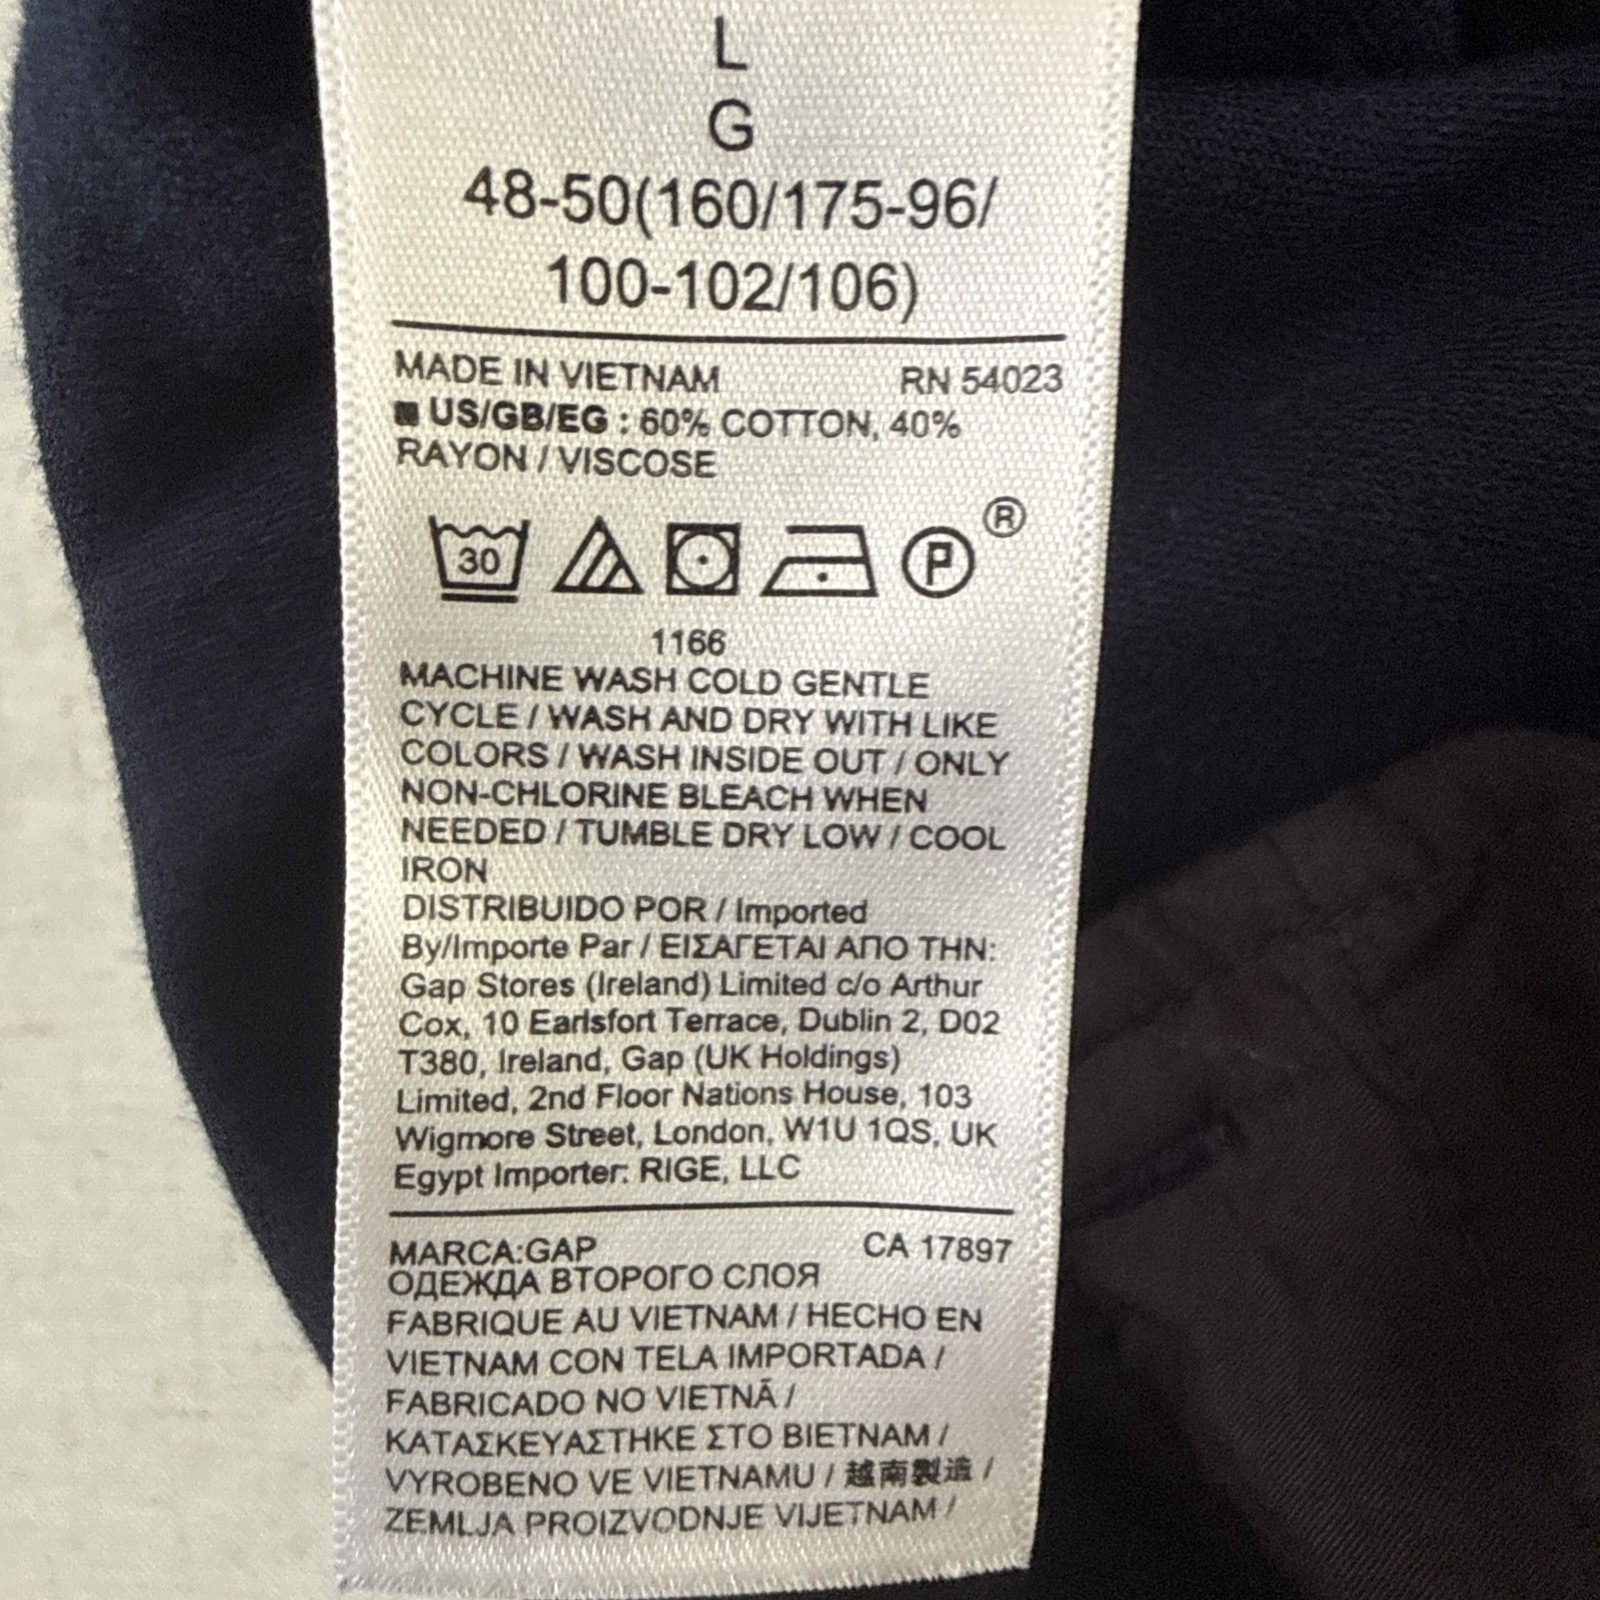 L
G
48-50(160/175-96/
100-102/106)
MADE IN VIETNAM RN 54023
■ US/GB/EG : 60% COTTON, 40%
RAYON / VISCOSE
30
P
®
1166
MACHINE WASH COLD GENTLE
CYCLE / WASH AND DRY WITH LIKE
COLORS / WASH INSIDE OUT / ONLY
NON-CHLORINE BLEACH WHEN
NEEDED / TUMBLE DRY LOW / COOL
IRON
DISTRIBUIDO POR / Imported
By/Importe Par / ΕΙΣΑΓΕΤΑΙ ΑΠΟ ΤΗΝ:
Gap Stores (Ireland) Limited c/o Arthur
Cox, 10 Earlsfort Terrace, Dublin 2, D02
T380, Ireland, Gap (UK Holdings)
Limited, 2nd Floor Nations House, 103
Wigmore Street, London, W1U 1QS, UK
Egypt Importer: RIGE, LLC
MARCA:GAP CA 17897
ОДЕЖДА ВТОРОГО СЛОЯ
FABRIQUE AU VIETNAM / HECHO EN
VIETNAM CON TELA IMPORTADA /
FABRICADO NO VIETNÃ /
ΚΑΤΑΣΚΕΥΑΣΤΗΚΕ ΣΤΟ ΒΙΕΤΝΑΜ /
VYROBENO VE VIETNAMU / 越南製造 /
ZEMLJA PROIZVODNJE VIJETNAM /